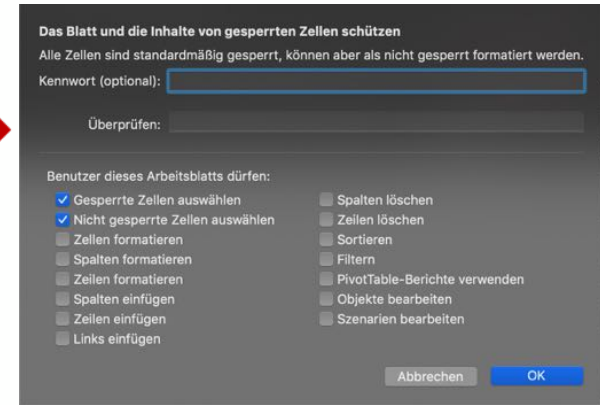 Das Blatt und die Inhalte von gesperrten Zellen schützen
Alle Zellen sind standardmäßig gesperrt, können aber als nicht gesperrt formatiert werden.
Kennwort (optional):
Überprüfen:
Benutzer dieses Arbeitsblatts dürfen:
Gesperrte Zellen auswählen
Nicht gesperrte Zellen auswählen
Zellen formatieren
Spalten formatieren
Zeilen formatieren
Spalten einfügen
Zeilen einfügen
Links einfügen
Spalten löschen
Zeilen löschen
Sortieren
Filtern
PivotTable-Berichte verwenden
Objekte bearbeiten
Szenarien bearbeiten
Abbrechen
OK